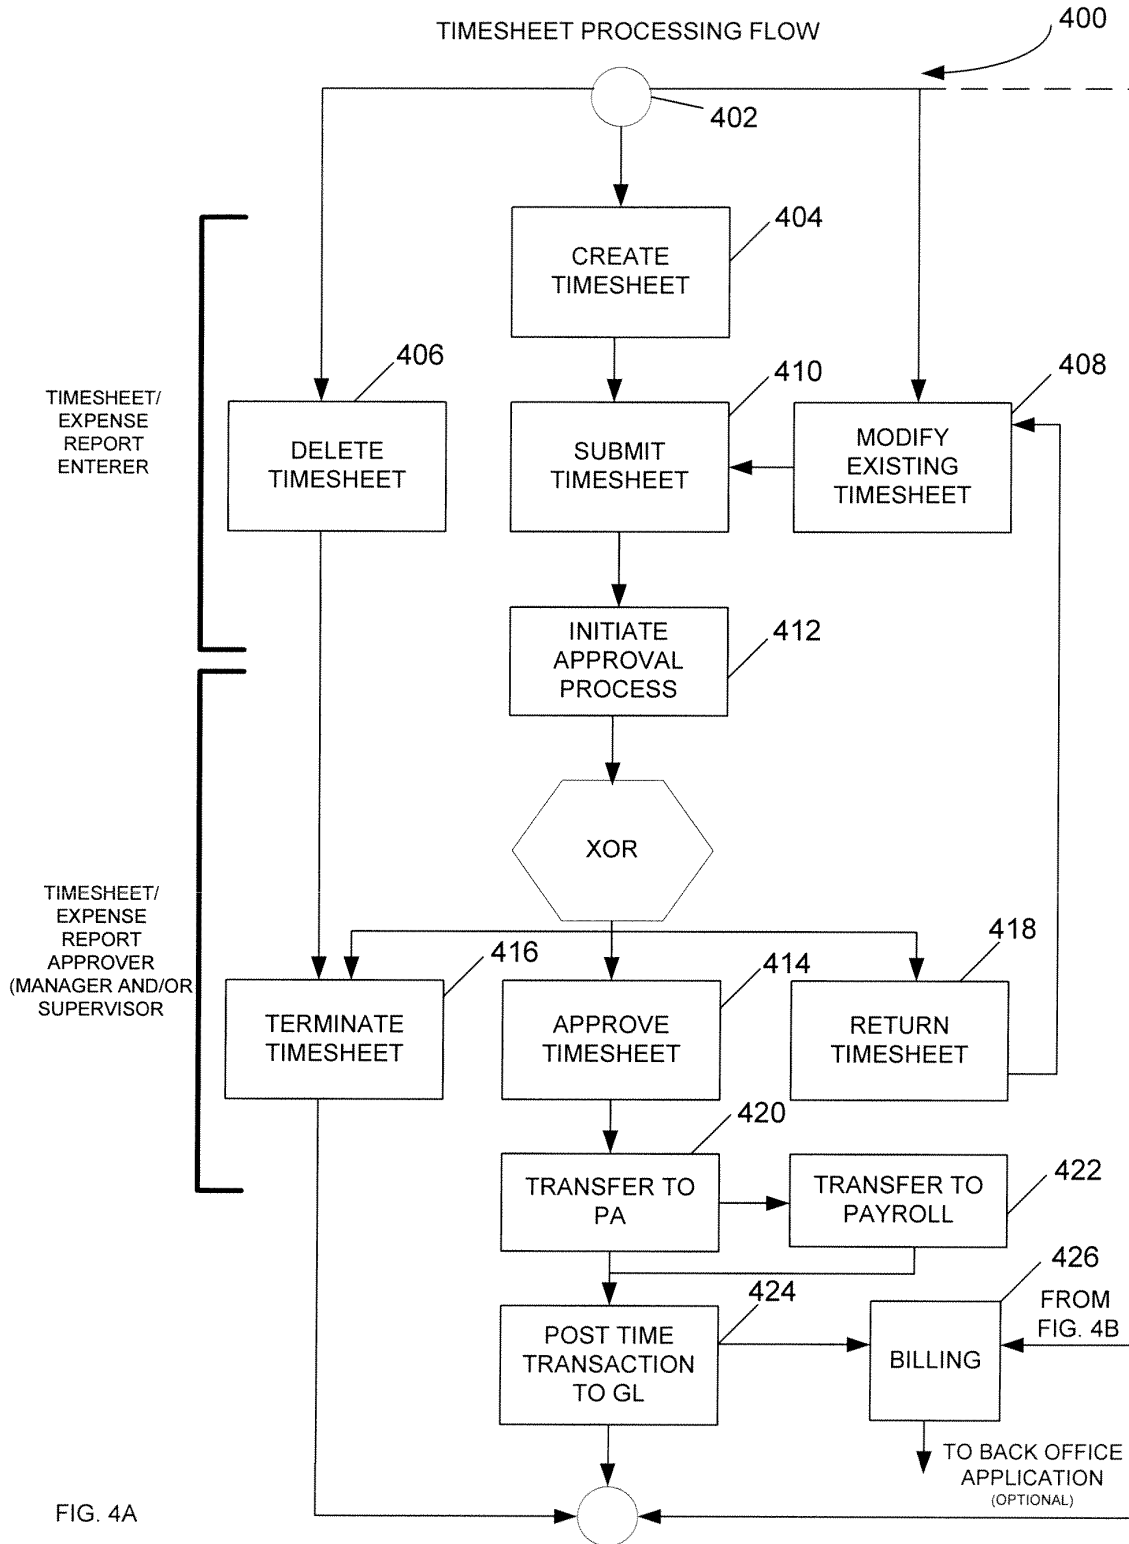 TIMESHEET PROCESSING FLOW
400
402
CREATE
TIMESHEET
404
TIMESHEET/
EXPENSE
REPORT
ENTERER
DELETE
TIMESHEET
406
SUBMIT
TIMESHEET
410
MODIFY
EXISTING
TIMESHEET
408
INITIATE
APPROVAL
PROCESS
412
XOR
TIMESHEET/
EXPENSE
REPORT
APPROVER
(MANAGER AND/OR
SUPERVISOR
TERMINATE
TIMESHEET
416
APPROVE
TIMESHEET
414
RETURN
TIMESHEET
418
TRANSFER TO
PA
420
TRANSFER TO
PAYROLL
422
POST TIME
TRANSACTION
TO GL
424
BILLING
426
FROM
FIG. 4B
TO BACK OFFICE
APPLICATION
(OPTIONAL)
FIG. 4A